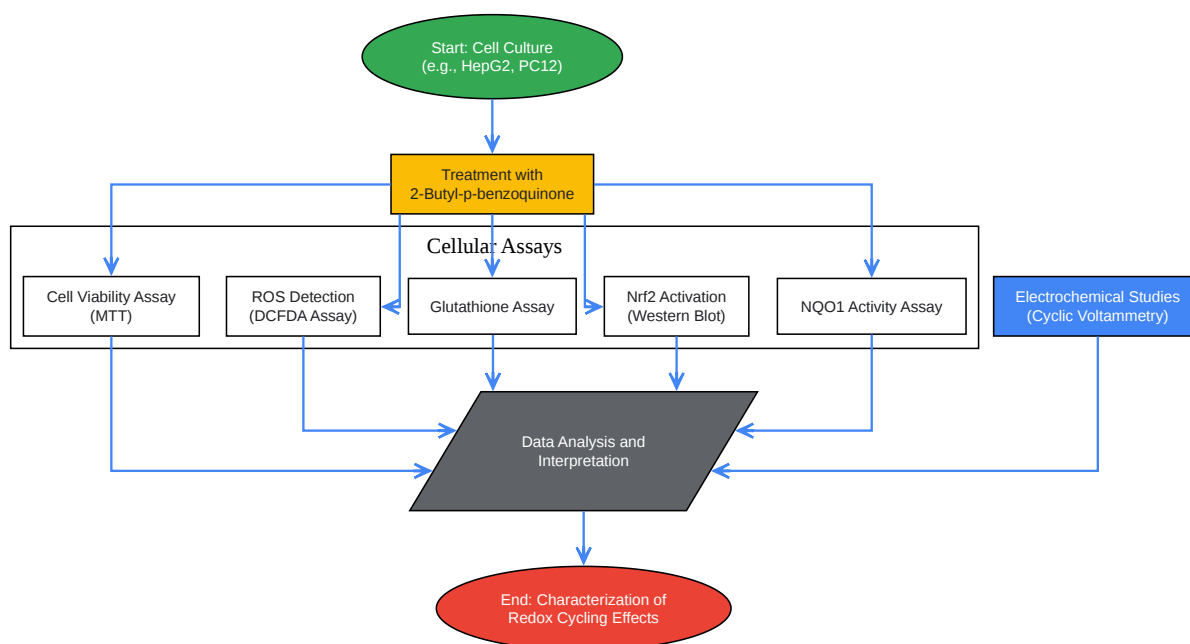 Start: Cell Culture
(e.g., HepG2, PC12)
Treatment with
2-Butyl-p-benzoquinone
Cellular Assays
Cell Viability Assay
(MTT)
ROS Detection
(DCFDA Assay)
Glutathione Assay
Nrf2 Activation
(Western Blot)
NQO1 Activity Assay
Electrochemical Studies
(Cyclic Voltammetry)
Data Analysis and
Interpretation
End: Characterization of
Redox Cycling Effects